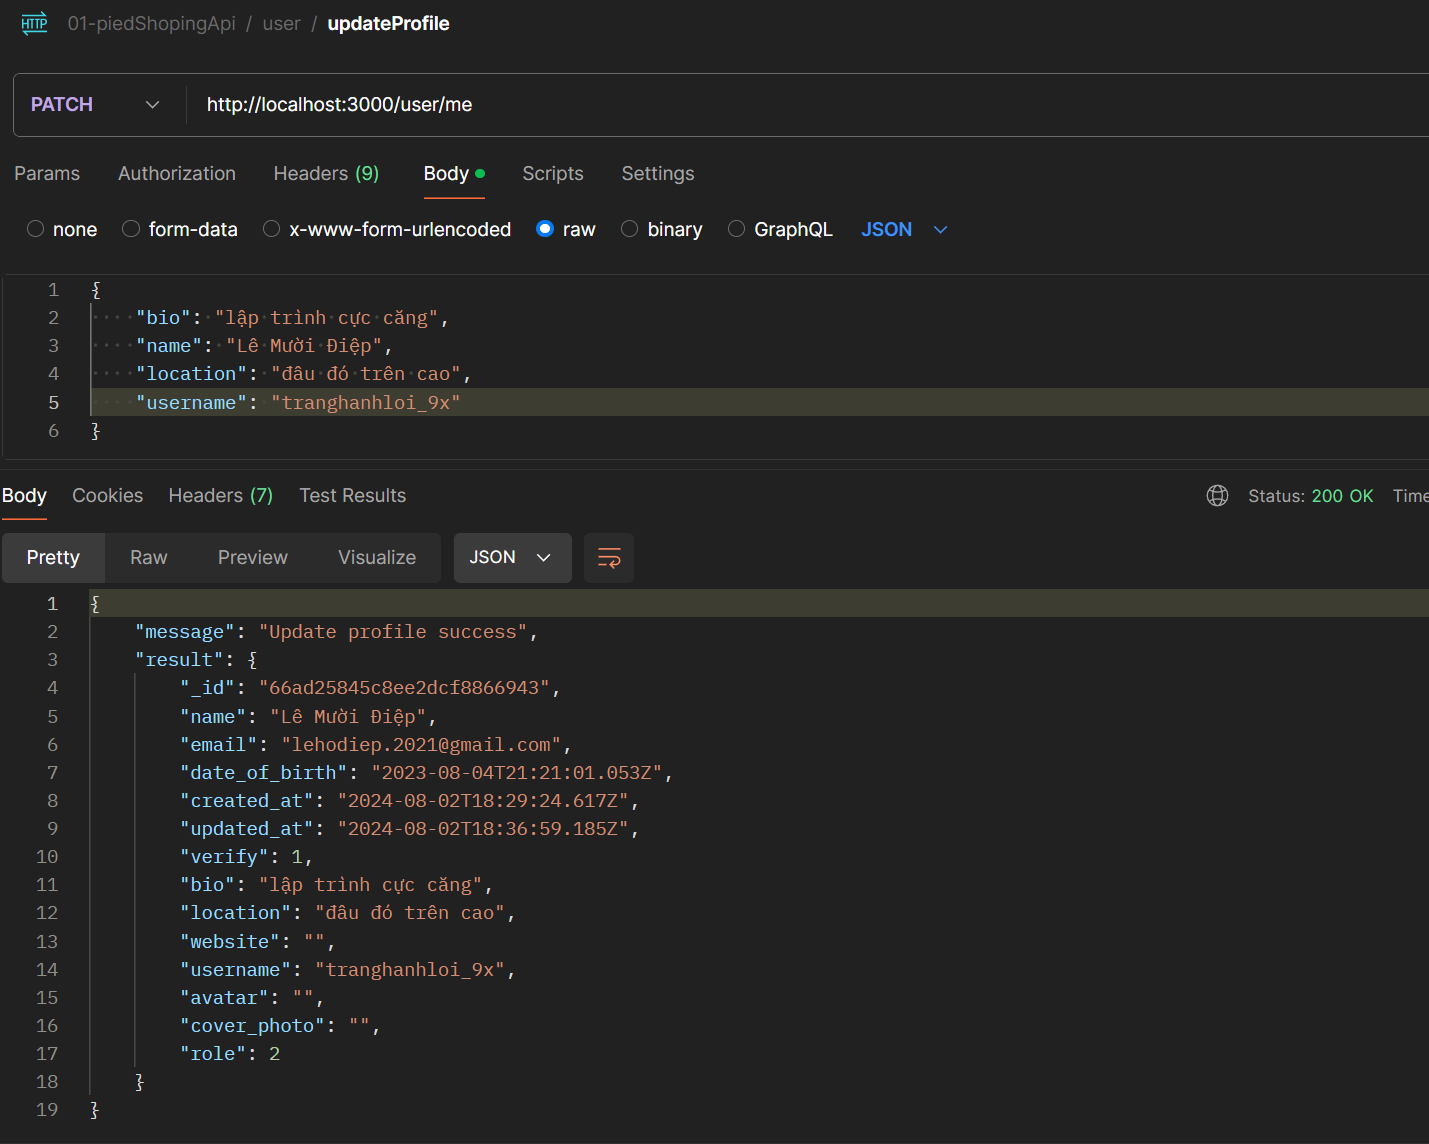 HTTP 01-piedShopingApi / user / updateProfile
PATCH http://localhost:3000/user/me
Params Authorization Headers (9) Body Scripts Settings
none form-data x-www-form-urlencoded raw binary GraphQL JSON
1 {
2 "bio": "lập trình cực căng",
3 "name": "Lê Mười Điệp",
4 "location": "đâu đó trên cao",
5 "username": "tranghanhloi_9x"
6 }
Body Cookies Headers (7) Test Results Status: 200 OK Time
Pretty Raw Preview Visualize JSON
1 {
2 "message": "Update profile success",
3 "result": {
4 "_id": "66ad25845c8ee2dcf8866943",
5 "name": "Lê Mười Điệp",
6 "email": "lehodiep.2021@gmail.com",
7 "date_of_birth": "2023-08-04T21:21:01.053Z",
8 "created_at": "2024-08-02T18:29:24.617Z",
9 "updated_at": "2024-08-02T18:36:59.185Z",
10 "verify": 1,
11 "bio": "lập trình cực căng",
12 "location": "đâu đó trên cao",
13 "website": "",
14 "username": "tranghanhloi_9x",
15 "avatar": "",
16 "cover_photo": "",
17 "role": 2
18 }
19 }